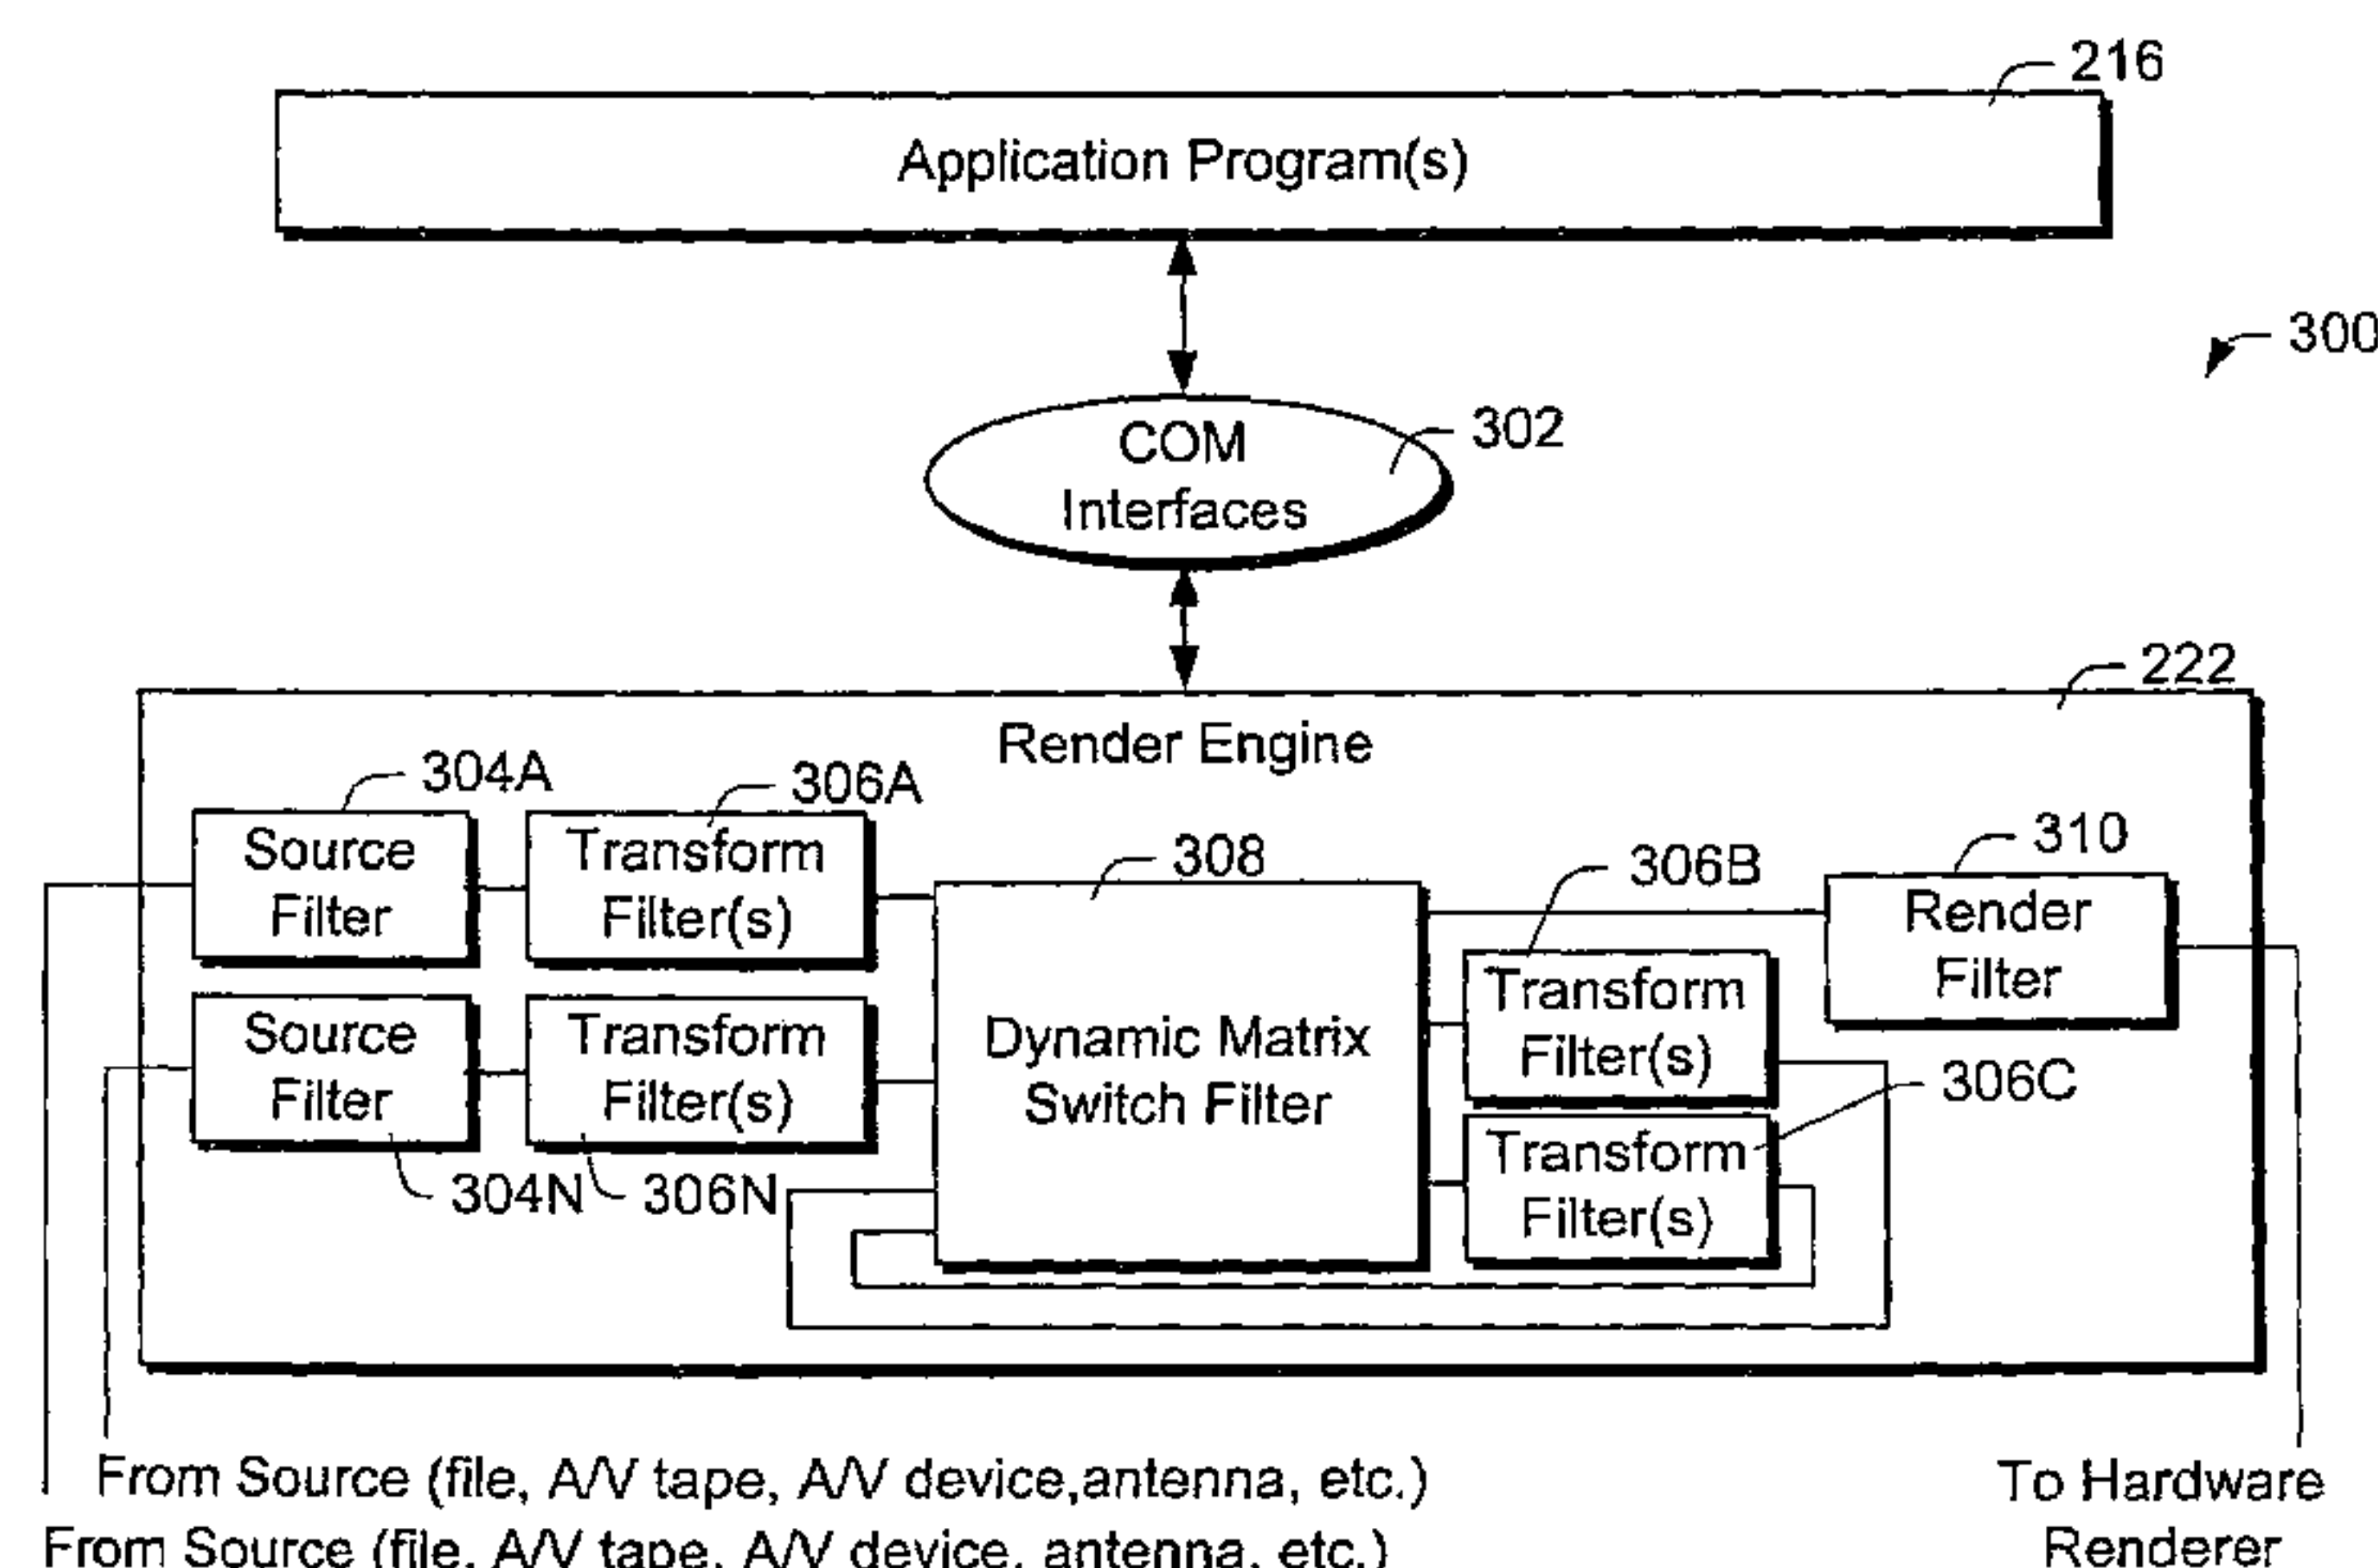 216
Application Program(s)
300
COM
Interfaces
302
222
Render Engine
304A
306A
308
306B
310
Source
Filter
Transform
Filter(s)
Render
Filter
Transform
Filter(s)
Source
Filter
Transform
Filter(s)
Dynamic Matrix
Switch Filter
306C
Transform
Filter(s)
304N
306N
From Source (file, A/V tape, A/V device,antenna, etc.)
From Source (file, A/V tape, A/V device, antenna, etc.)
To Hardware
Renderer